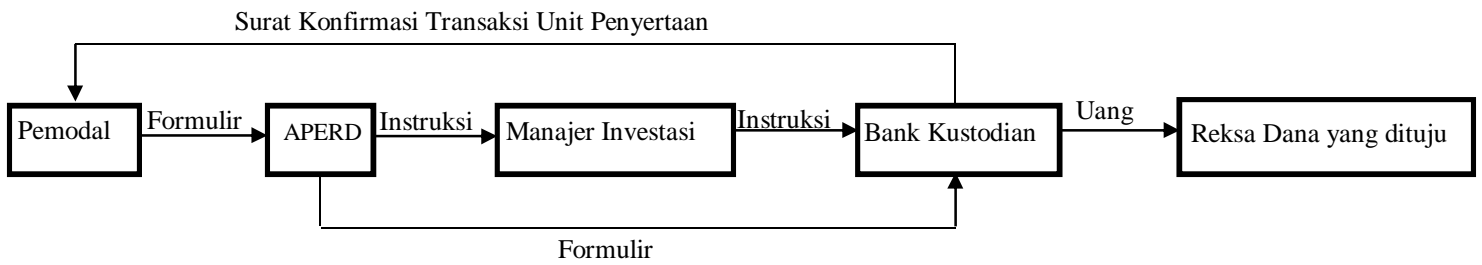 Surat Konfirmasi Transaksi Unit Penyertaan
Pemodal
Formulir
APERD
Instruksi
Manajer Investasi
Instruksi
Bank Kustodian
Uang
Reksa Dana yang dituju
Formulir